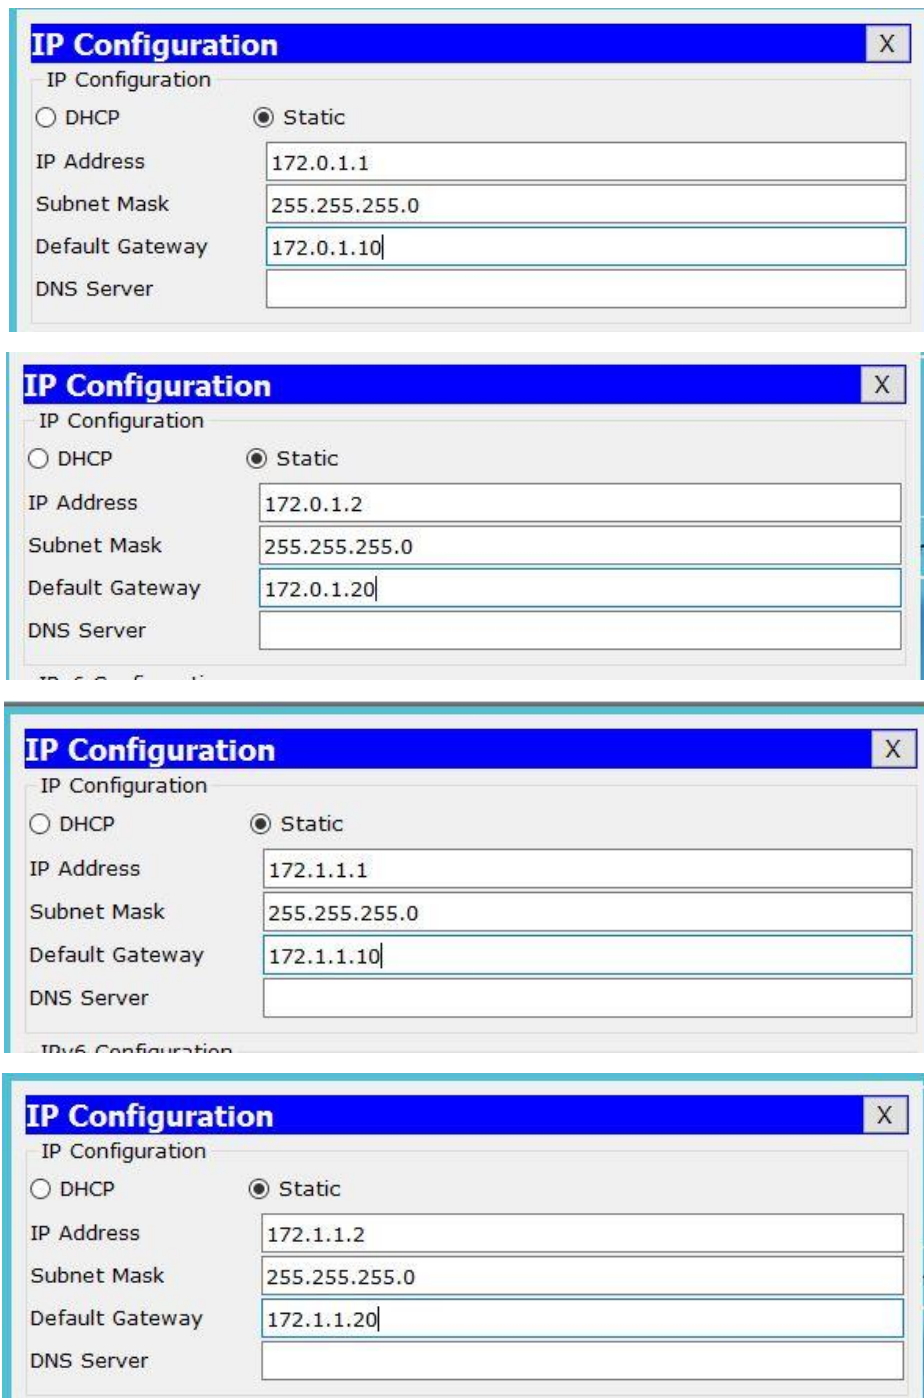 IP Configuration X
IP Configuration
DHCP Static
IP Address 172.0.1.1
Subnet Mask 255.255.255.0
Default Gateway 172.0.1.10
DNS Server
IP Configuration X
IP Configuration
DHCP Static
IP Address 172.0.1.2
Subnet Mask 255.255.255.0
Default Gateway 172.0.1.20
DNS Server
IP Configuration X
IP Configuration
DHCP Static
IP Address 172.1.1.1
Subnet Mask 255.255.255.0
Default Gateway 172.1.1.10
DNS Server
IPv6 Configuration
IP Configuration X
IP Configuration
DHCP Static
IP Address 172.1.1.2
Subnet Mask 255.255.255.0
Default Gateway 172.1.1.20
DNS Server